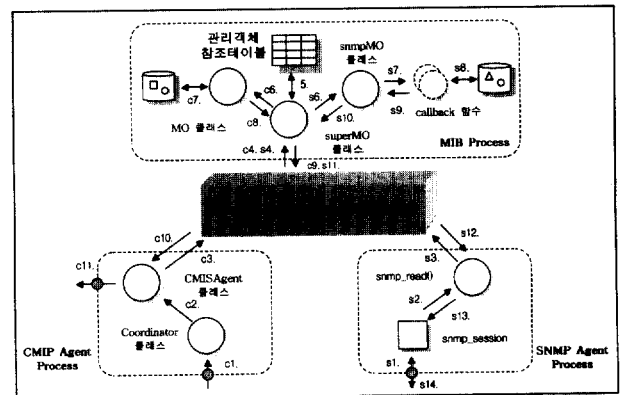 관리객체
참조테이블
snmpMO
클래스
s7.
s8.
c7.
c6.
5.
s6.
s9.
c8.
s10.
callback 함수
MO 클래스
superMO
클래스
c4. s4.
c9. s11.
MIB Process
c10.
c3.
s12.
s3.
c11.
CMISAgent
클래스
snmp_read()
c2.
s2.
s13.
Coordinator
클래스
snmp_session
CMIP Agent
Process
c1.
s1.
s14.
SNMP Agent
Process